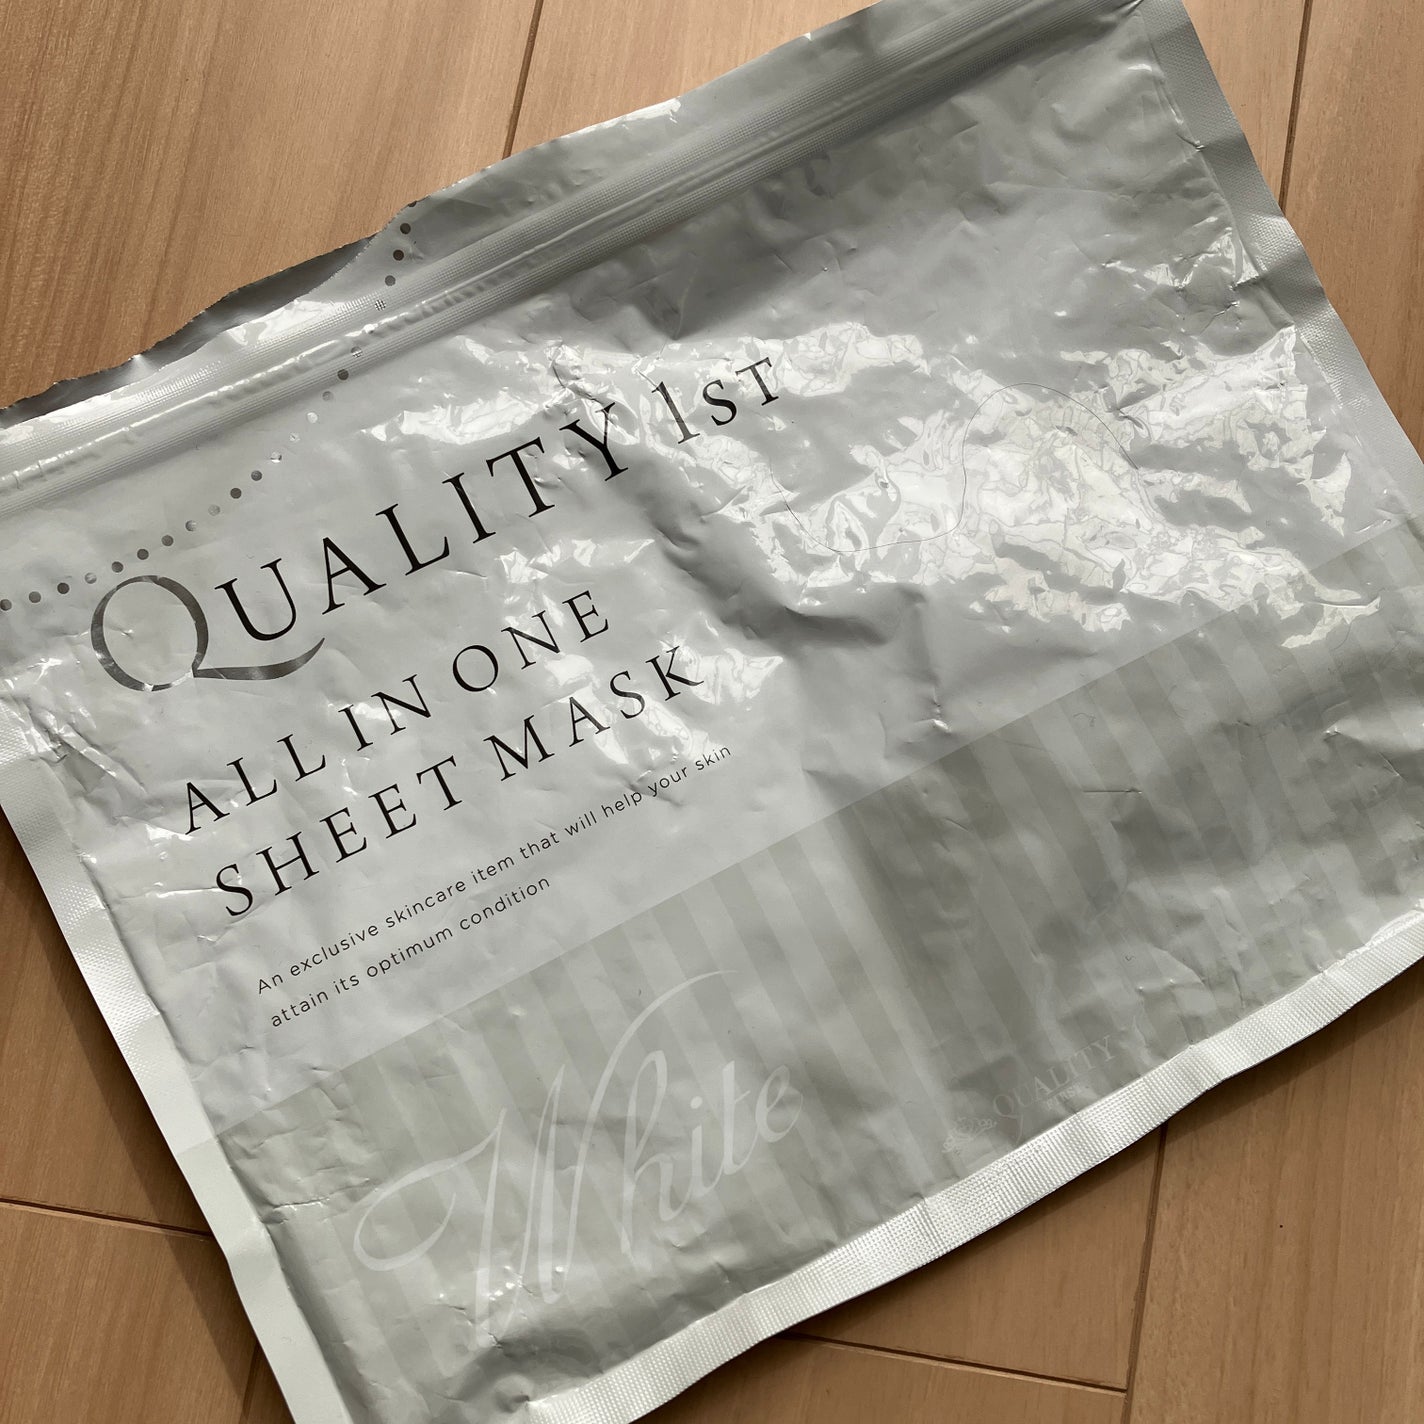 QUALITY 1ST
ALL IN ONE
SHEET MASK
An exclusive skincare item that will help your skin
attain its optimum condition
White
QUALITY